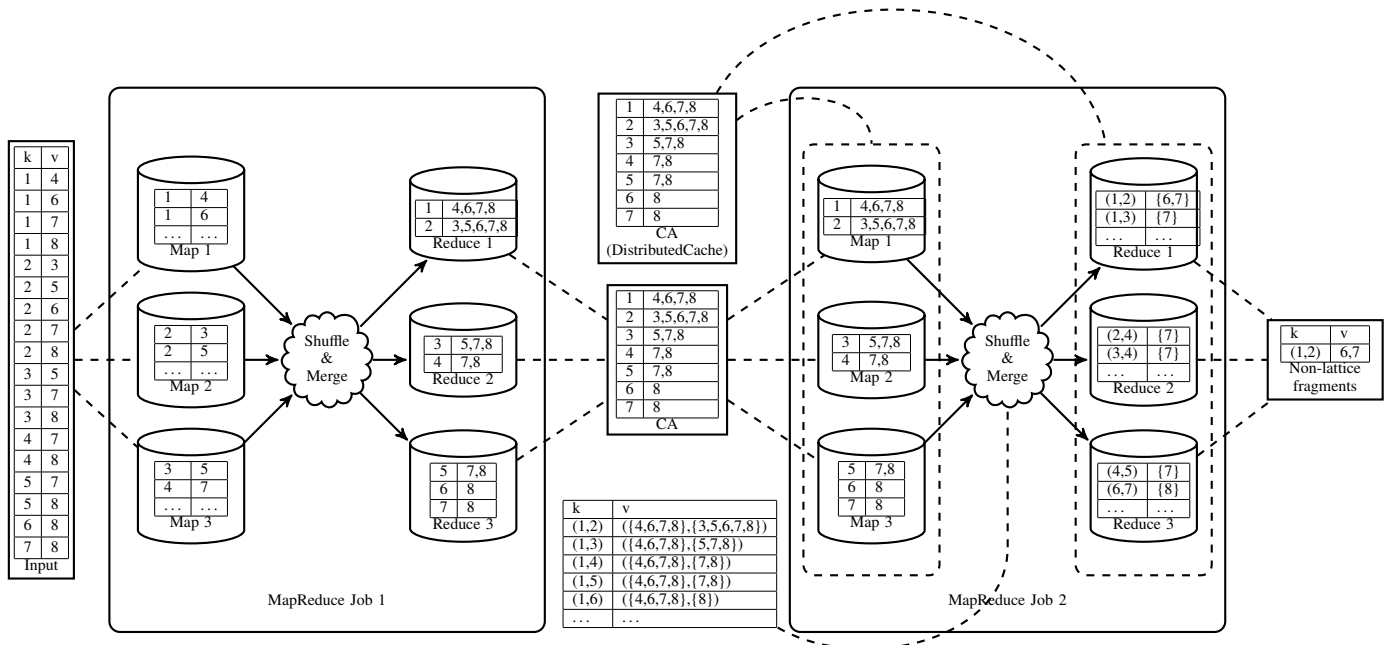 k v
1 4
1 6
1 7
1 8
2 3
2 5
2 6
2 7
2 8
3 5
3 7
3 8
4 7
4 8
5 7
5 8
6 8
7 8
Input
1 4
1 6
... ...
Map 1
2 3
2 5
... ...
Map 2
3 5
4 7
... ...
Map 3
Shuffle
&
Merge
1 4,6,7,8
2 3,5,6,7,8
Reduce 1
3 5,7,8
4 7,8
Reduce 2
5 7,8
6 8
7 8
Reduce 3
MapReduce Job 1
1 4,6,7,8
2 3,5,6,7,8
3 5,7,8
4 7,8
5 7,8
6 8
7 8
CA
(DistributedCache)
1 4,6,7,8
2 3,5,6,7,8
3 5,7,8
4 7,8
5 7,8
6 8
7 8
CA
k v
(1,2) ({4,6,7,8},{3,5,6,7,8})
(1,3) ({4,6,7,8},{5,7,8})
(1,4) ({4,6,7,8},{7,8})
(1,5) ({4,6,7,8},{7,8})
(1,6) ({4,6,7,8},{8})
... ...
1 4,6,7,8
2 3,5,6,7,8
Map 1
3 5,7,8
4 7,8
Map 2
5 7,8
6 8
7 8
Map 3
Shuffle
&
Merge
(1,2) {6,7}
(1,3) {7}
... ...
Reduce 1
(2,4) {7}
(3,4) {7}
... ...
Reduce 2
(4,5) {7}
(6,7) {8}
... ...
Reduce 3
MapReduce Job 2
k v
(1,2) 6,7
Non-lattice
fragments